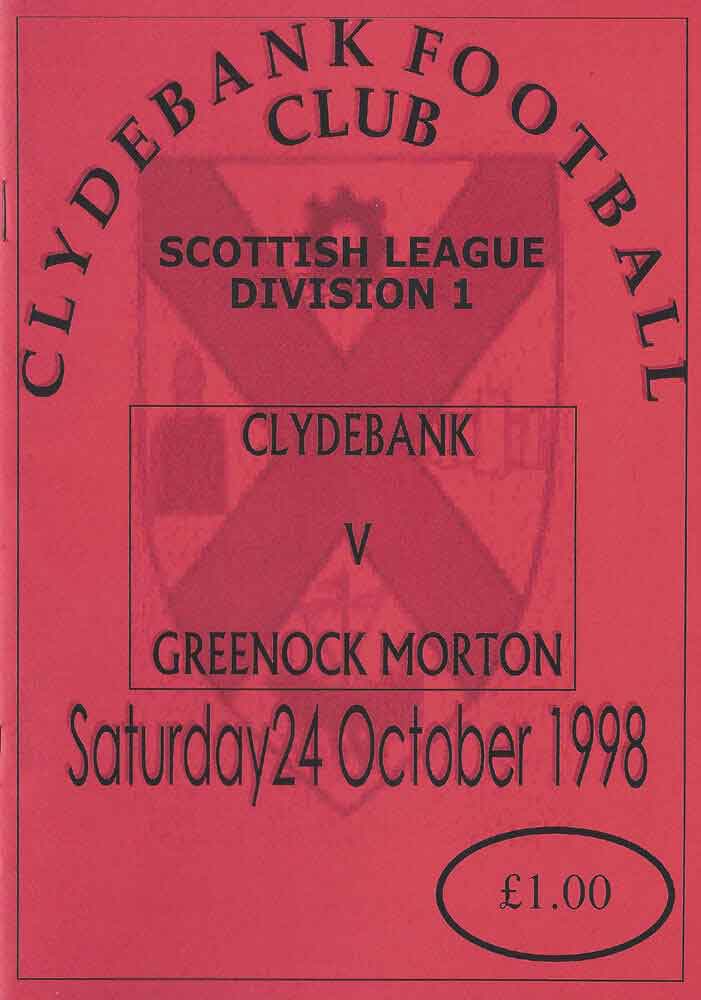 CLYDEBANK FOOTBALL
CLUB
SCOTTISH LEAGUE
DIVISION 1
CLYDEBANK
V
GREENOCK MORTON
Saturday24 October 1998
£1.00